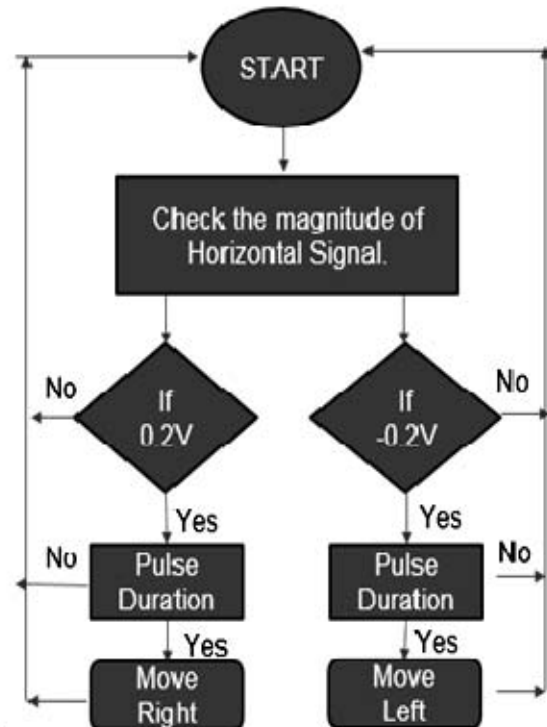 START
Check the magnitude of
Horizontal Signal.
No
If
0.2V
If
-0.2V
No
Yes
Yes
No
Pulse
Duration
Pulse
Duration
No
Yes
Yes
Move
Right
Move
Left